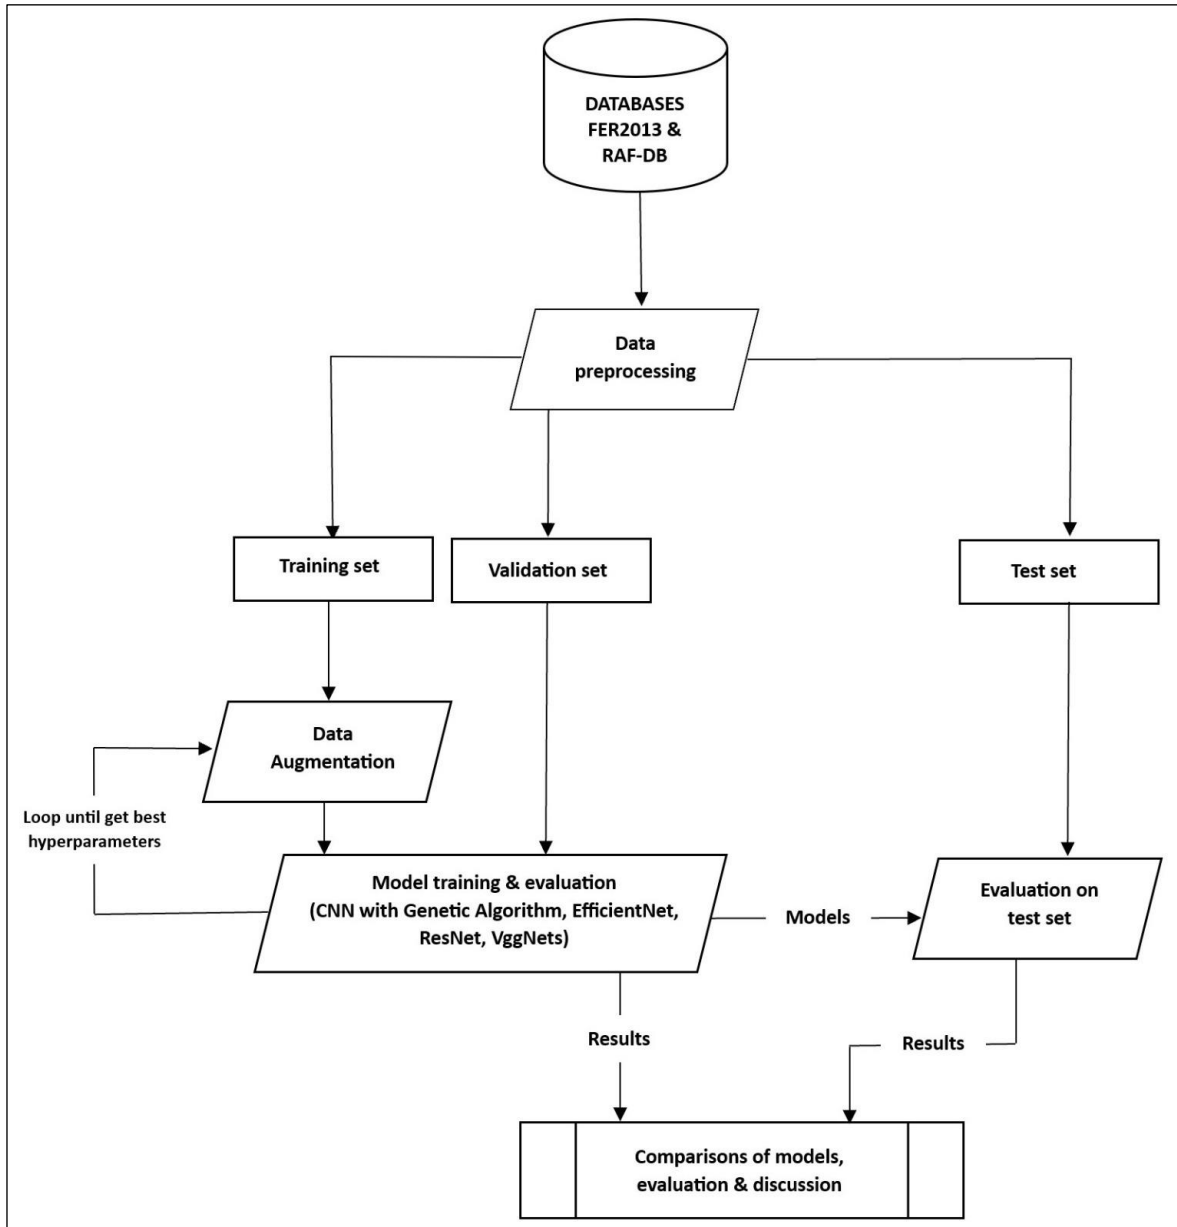 DATABASES
FER2013 &
RAF-DB
Data
preprocessing
Training set
Validation set
Test set
Data
Augmentation
Loop until get best
hyperparameters
Model training & evaluation
(CNN with Genetic Algorithm, EfficientNet,
ResNet, VggNets)
Models
Evaluation on
test set
Results
Results
Comparisons of models,
evaluation & discussion